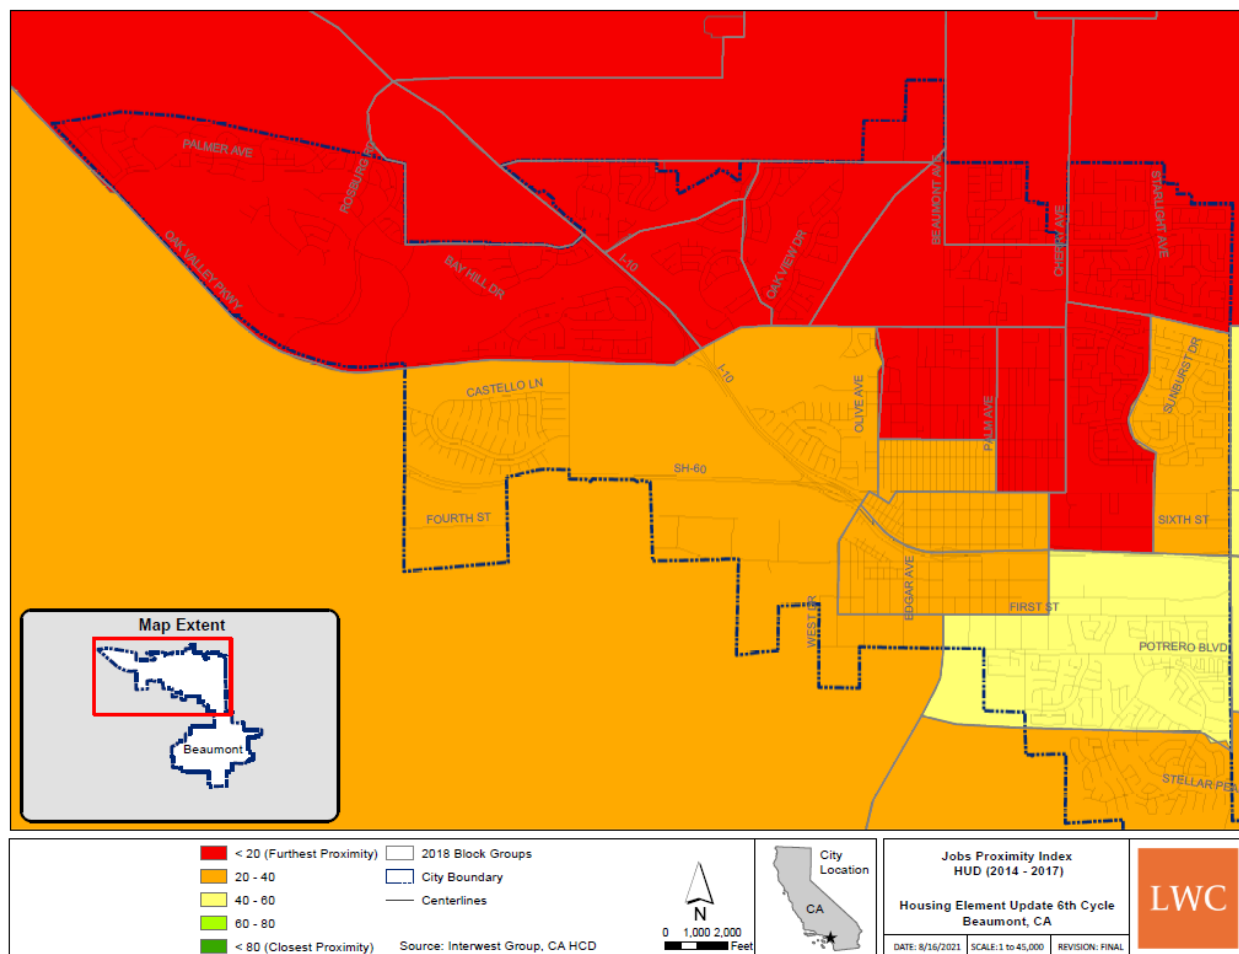 PALMER AVE
ROSBURG RD
BEAUMONT AVE
STARLIGHT AVE
CHERRY AVE
OAK VALLEY PKWY
BAY HILL DR
I-10
OAK VIEW DR
I-10
CASTELLO LN
OLIVE AVE
PALM AVE
SUNBURST DR
SH-60
FOURTH ST
SIXTH ST
EDGAR AVE
WEST DR
FIRST ST
POTRERO BLVD
Map Extent
Beaumont
STELLAR
< 20 (Furthest Proximity)
20 - 40
40 - 60
60 - 80
< 80 (Closest Proximity)
2018 Block Groups
City Boundary
Centerlines
Source: Interwest Group, CA HCD
N
0 1,000 2,000
Feet
City
Location
CA
Jobs Proximity Index
HUD (2014 - 2017)
Housing Element Update 6th Cycle
Beaumont, CA
DATE: 8/16/2021 SCALE:1 to 45,000 REVISION: FINAL
LWC